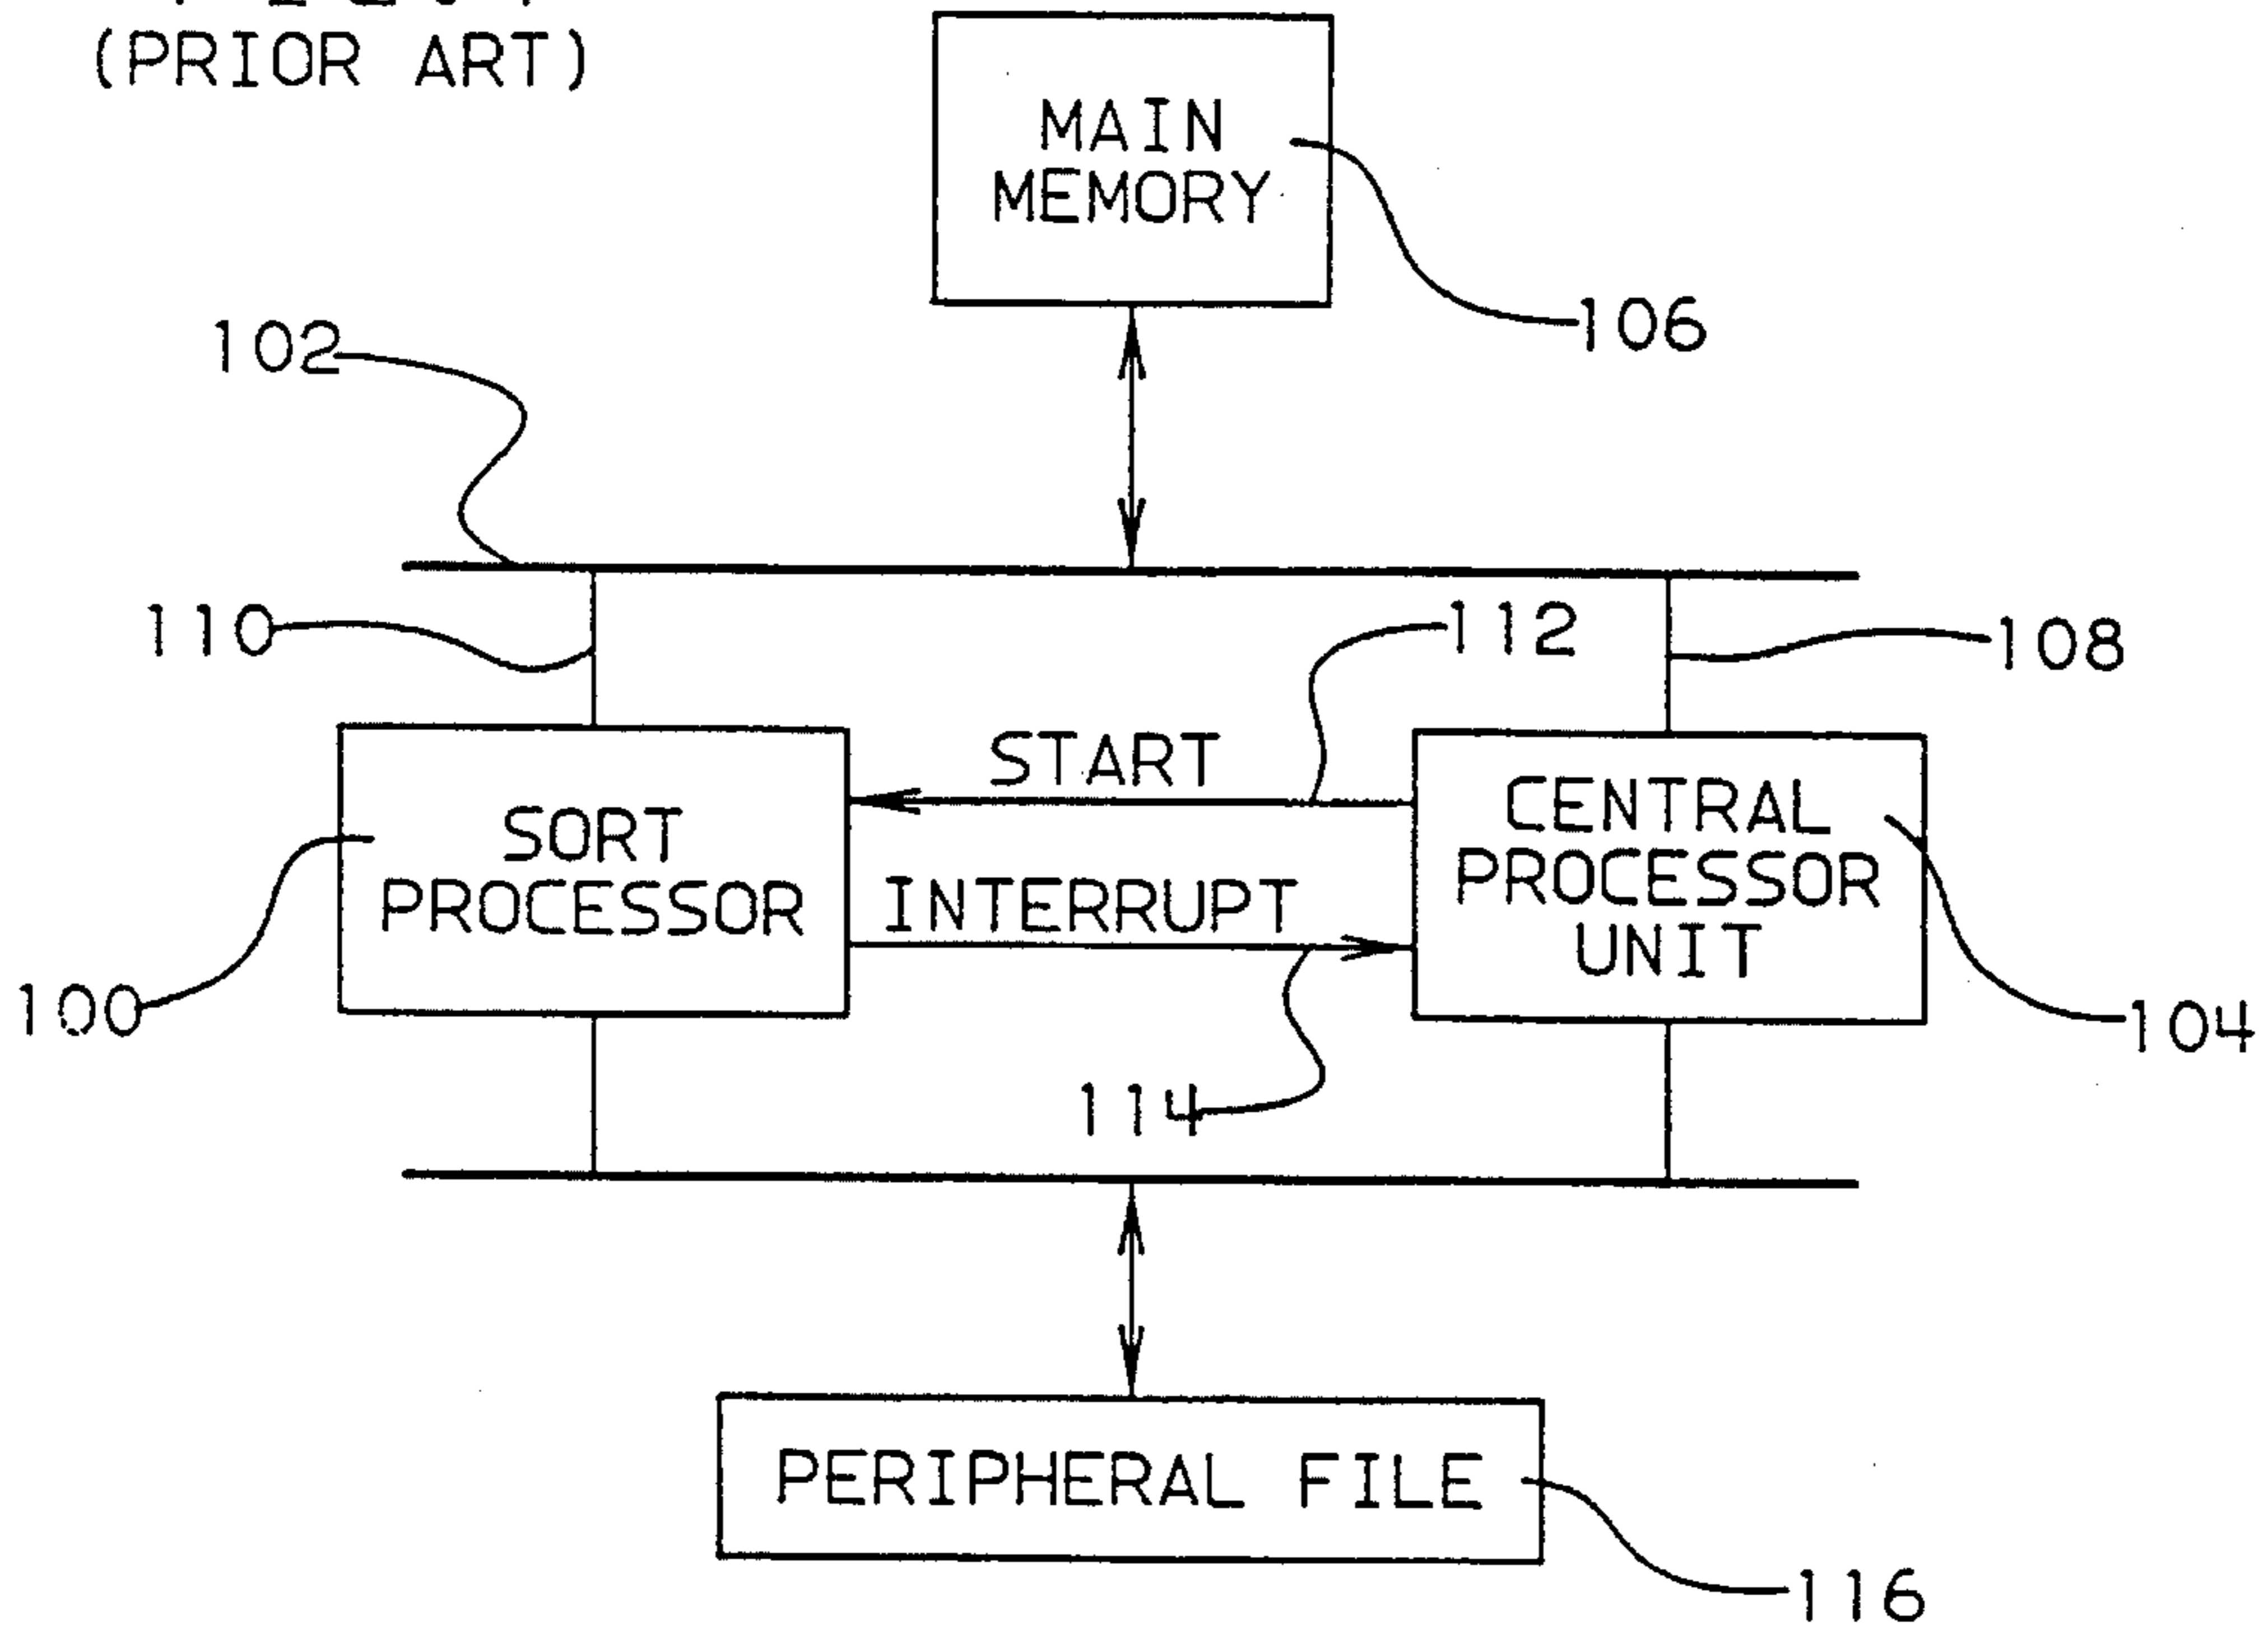 (PRIOR ART)
MAIN
MEMORY
106
102
110
112
108
START
SORT
PROCESSOR
INTERRUPT
CENTRAL
PROCESSOR
UNIT
100
104
114
PERIPHERAL FILE
116